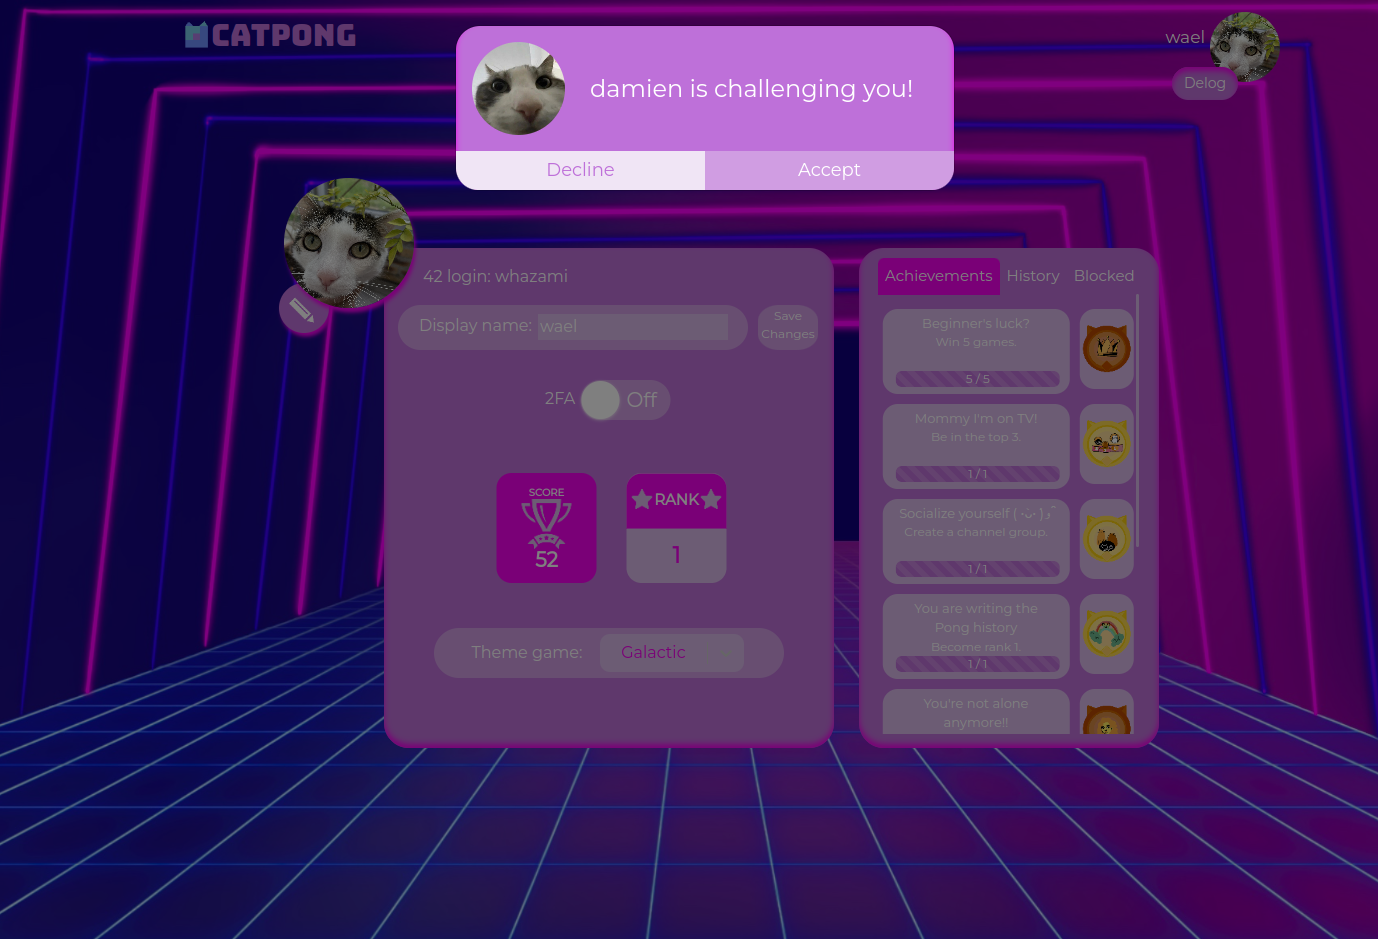 CATPONG
wael
Delog
damien is challenging you!
Decline
Accept
42 login: whazami
Display name: wael
Save
Changes
2FA
Off
SCORE
52
RANK
1
Theme game: Galactic
Achievements History Blocked
Beginner's luck?
Win 5 games.
5 / 5
Mommy I'm on TV!
Be in the top 3.
1 / 1
Socialize yourself
Create a channel group.
1 / 1
You are writing the
Pong history
Become rank 1.
1 / 1
You're not alone
anymore!!